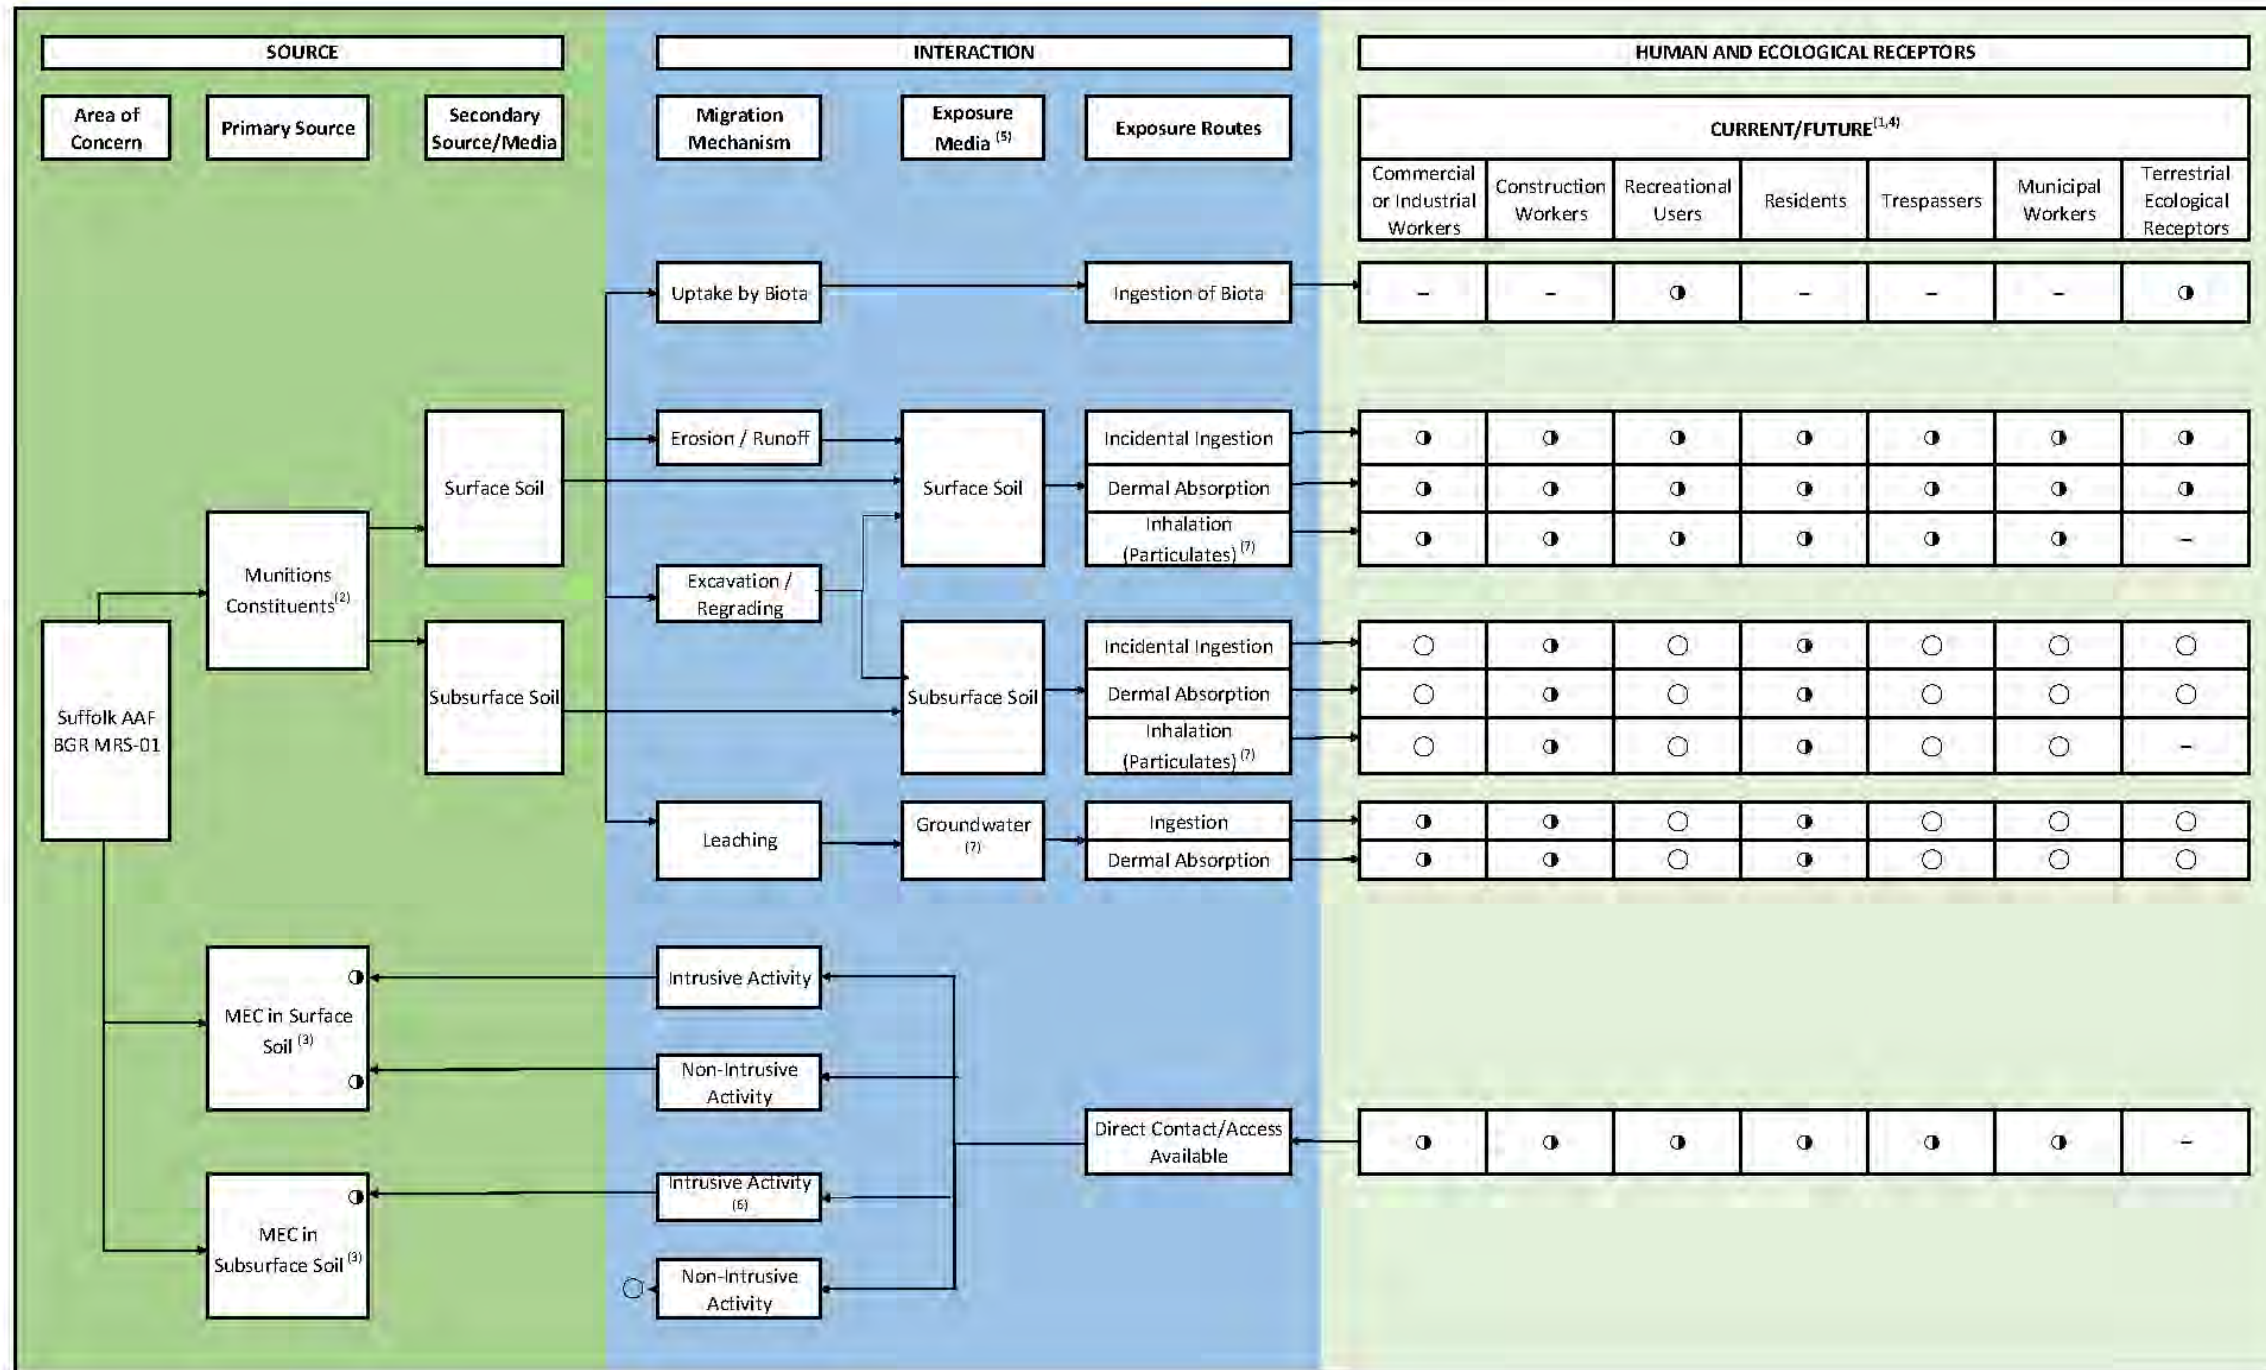 SOURCE
INTERACTION
HUMAN AND ECOLOGICAL RECEPTORS
Area of
Concern
Primary Source
Secondary
Source/Media
Migration
Mechanism
Exposure
Media (5)
Exposure Routes
CURRENT/FUTURE(1,4)
Commercial
or Industrial
Workers
Construction
Workers
Recreational
Users
Residents
Trespassers
Municipal
Workers
Terrestrial
Ecological
Receptors
Uptake by Biota
Ingestion of Biota
– – ◑ – – – ◑
Surface Soil
Erosion / Runoff
Surface Soil
Incidental Ingestion
◑ ◑ ◑ ◑ ◑ ◑ ◑
Dermal Absorption
◑ ◑ ◑ ◑ ◑ ◑ ◑
Inhalation
(Particulates) (7)
◑ ◑ ◑ ◑ ◑ ◑ –
Munitions
Constituents(2)
Excavation /
Regrading
Suffolk AAF
BGR MRS-01
Subsurface Soil
Subsurface Soil
Incidental Ingestion
○ ◑ ○ ◑ ○ ○ ○
Dermal Absorption
○ ◑ ○ ◑ ○ ○ ○
Inhalation
(Particulates) (7)
○ ◑ ○ ◑ ○ ○ –
Leaching
Groundwater
(7)
Ingestion
◑ ◑ ○ ◑ ○ ○ ○
Dermal Absorption
◑ ◑ ○ ◑ ○ ○ ○
◑
MEC in Surface
Soil (3)
◑
Intrusive Activity
Non-Intrusive
Activity
Direct Contact/Access
Available
◑ ◑ ◑ ◑ ◑ ◑ –
◑
MEC in
Subsurface Soil (3)
Intrusive Activity
(6)
○
Non-Intrusive
Activity